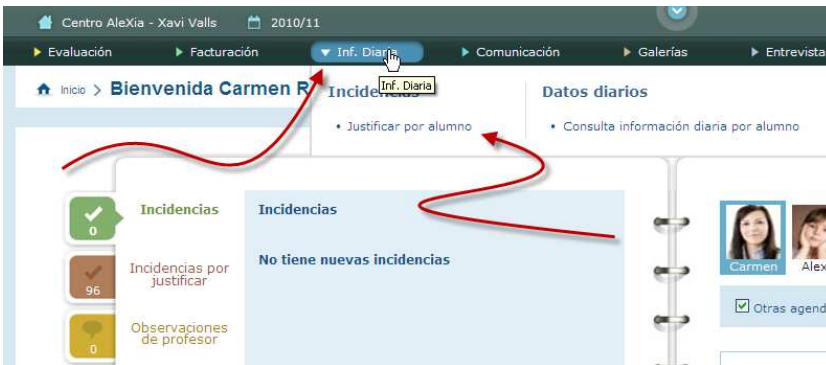 Centro AleXia - Xavi Valls 2010/11
Evaluación Facturación Inf. Diaria Comunicación Galerías Entrevista
Inicio > Bienvenida Carmen R
Inf. Diaria
Incidencias Datos diarios
• Justificar por alumno • Consulta información diaria por alumno
Incidencias
0
Incidencias por
justificar
96
Observaciones
de profesor
0
Incidencias
No tiene nuevas incidencias
Carmen Alex
Otras agend